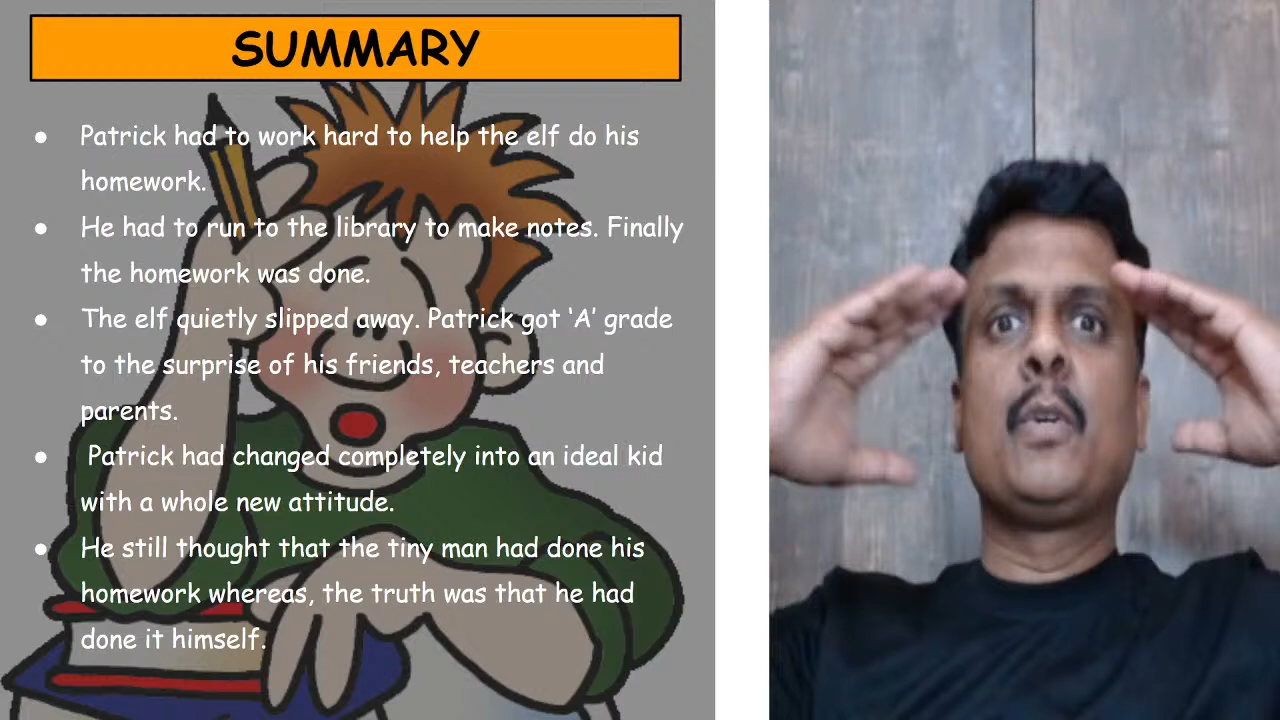 SUMMARY
● Patrick had to work hard to help the elf do his
homework.
● He had to run to the library to make notes. Finally
the homework was done.
● The elf quietly slipped away. Patrick got ‘A’ grade
to the surprise of his friends, teachers and
parents.
● Patrick had changed completely into an ideal kid
with a whole new attitude.
● He still thought that the tiny man had done his
homework whereas, the truth was that he had
done it himself.